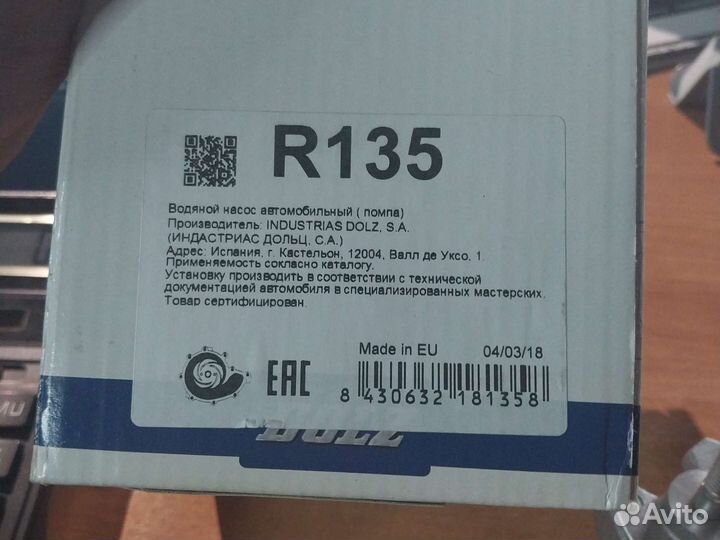 R135
Водяной насос автомобильный ( помпа)
Производитель: INDUSTRIAS DOLZ, S.A.
(ИНДАСТРИАС ДОЛЬЦ, С.А.)
Адрес: Испания, г. Кастельон, 12004, Валл де Уксо, 1.
Применяемость согласно каталогу.
Установку производить в соответствии с технической
документацией автомобиля в специализированных мастерских.
Товар сертифицирован.
Made in EU 04/03/18
EAC
8 430632 181358
DOLZ
MU
Avito